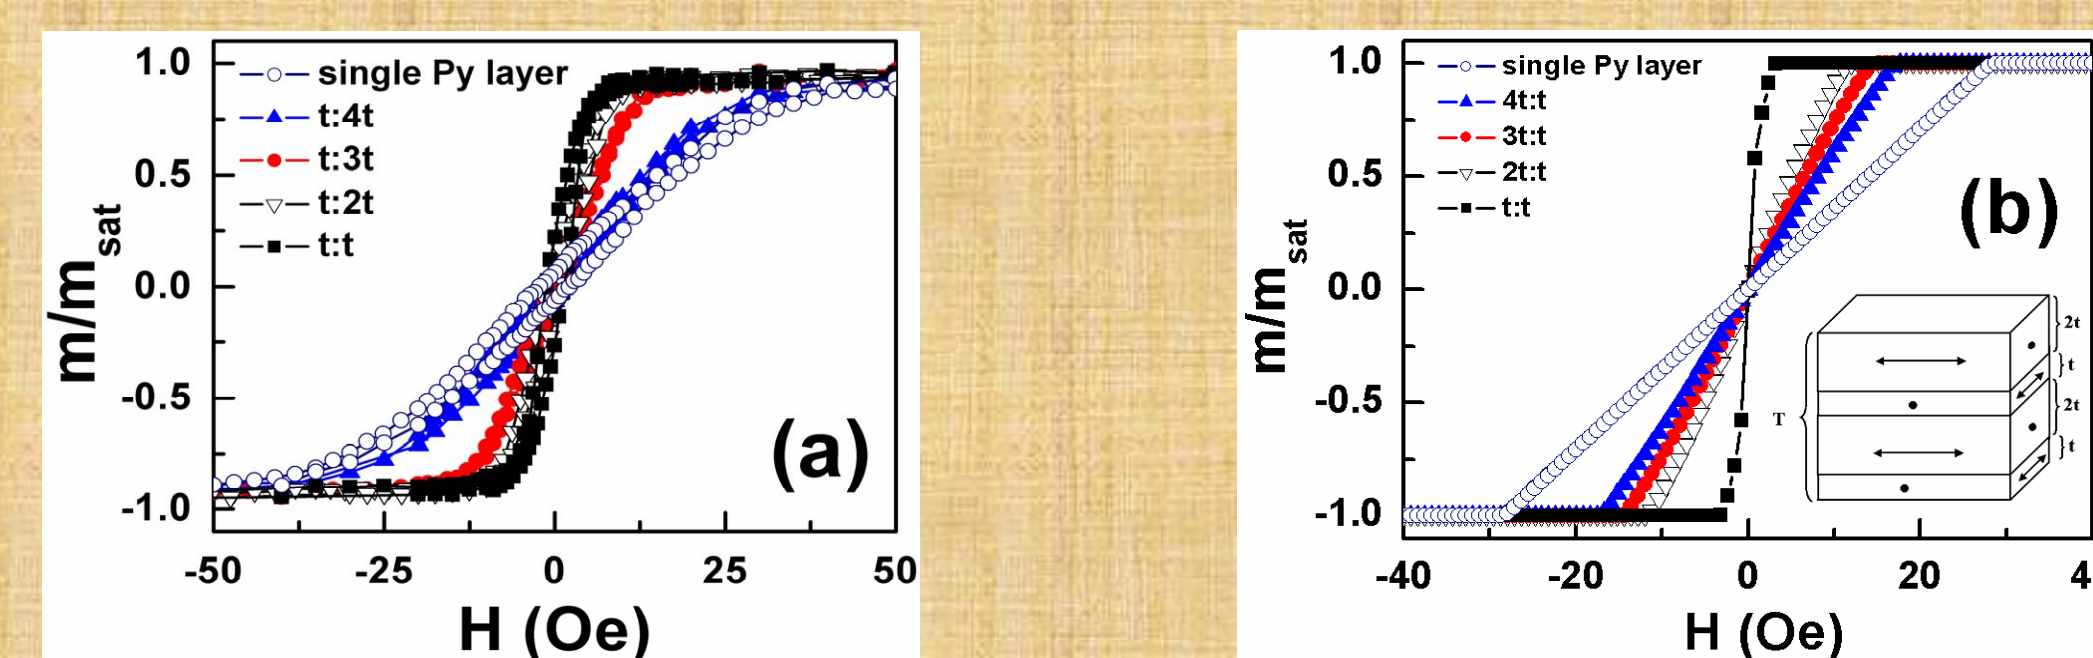 1.0
0.5
0.0
-0.5
-1.0
m/m_sat
single Py layer
t:4t
t:3t
t:2t
t:t
(a)
-50 -25 0 25 50
H (Oe)
1.0
0.5
0.0
-0.5
-1.0
m/m_sat
single Py layer
4t:t
3t:t
2t:t
t:t
(b)
T
2t
t
2t
t
-40 -20 0 20 4
H (Oe)